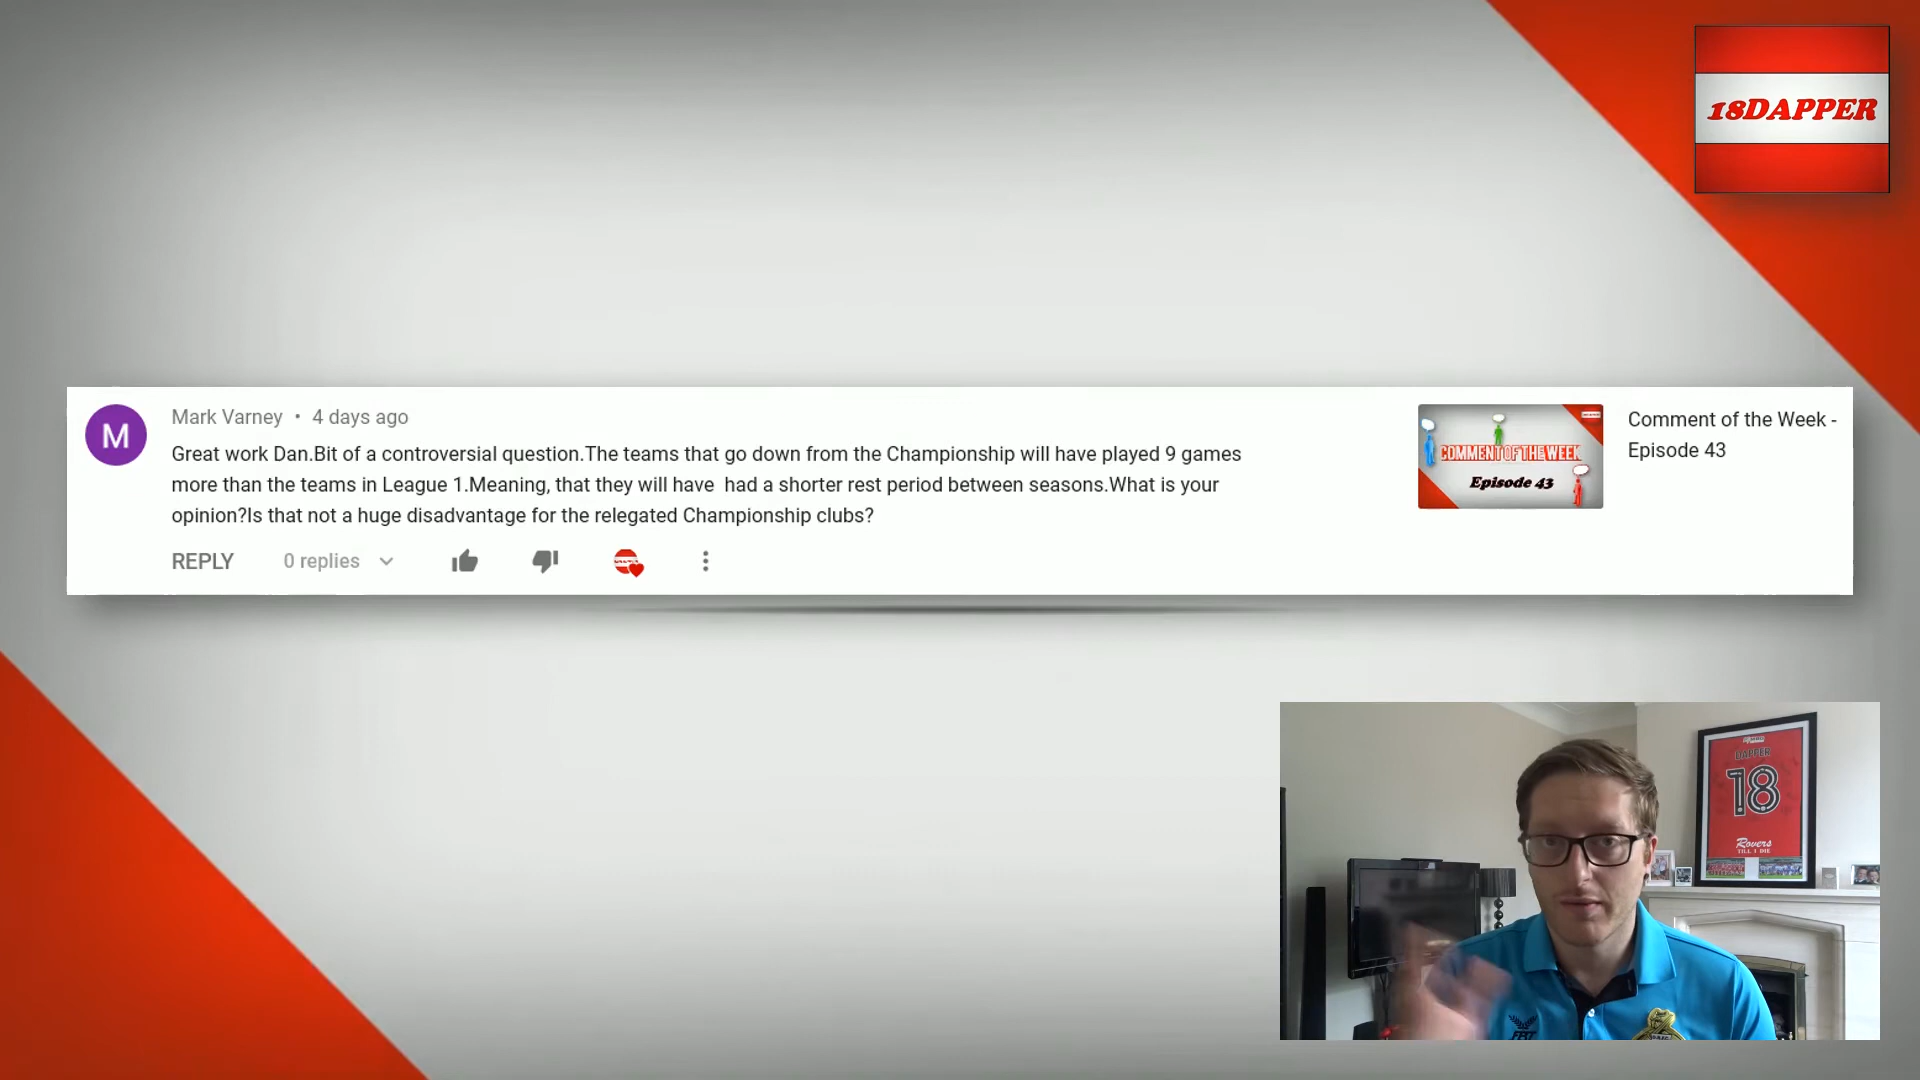 18DAPPER
M
Mark Varney • 4 days ago
Great work Dan.Bit of a controversial question.The teams that go down from the Championship will have played 9 games
more than the teams in League 1.Meaning, that they will have  had a shorter rest period between seasons.What is your
opinion?Is that not a huge disadvantage for the relegated Championship clubs?
REPLY 0 replies
COMMENT OF THE WEEK
Episode 43
Comment of the Week -
Episode 43
DAPPER
18
Rovers
TILL I DIE
FBT